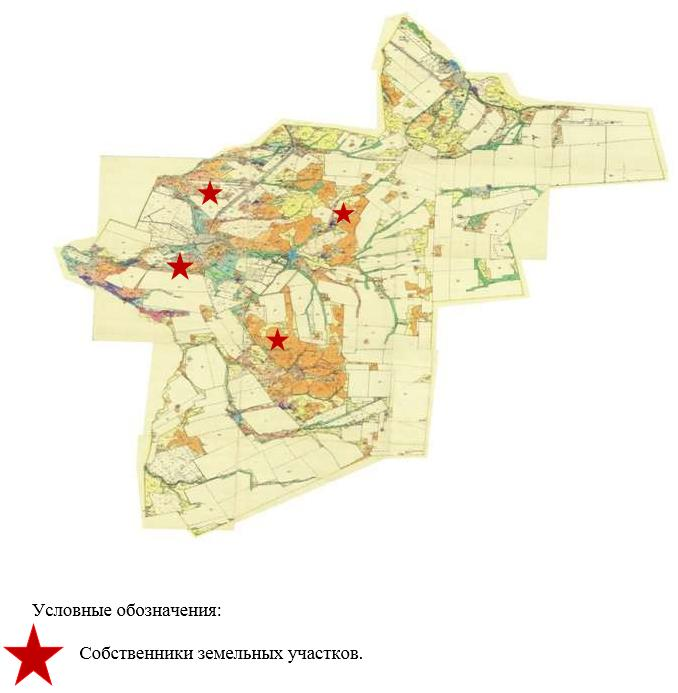 Условные обозначения:
Собственники земельных участков.